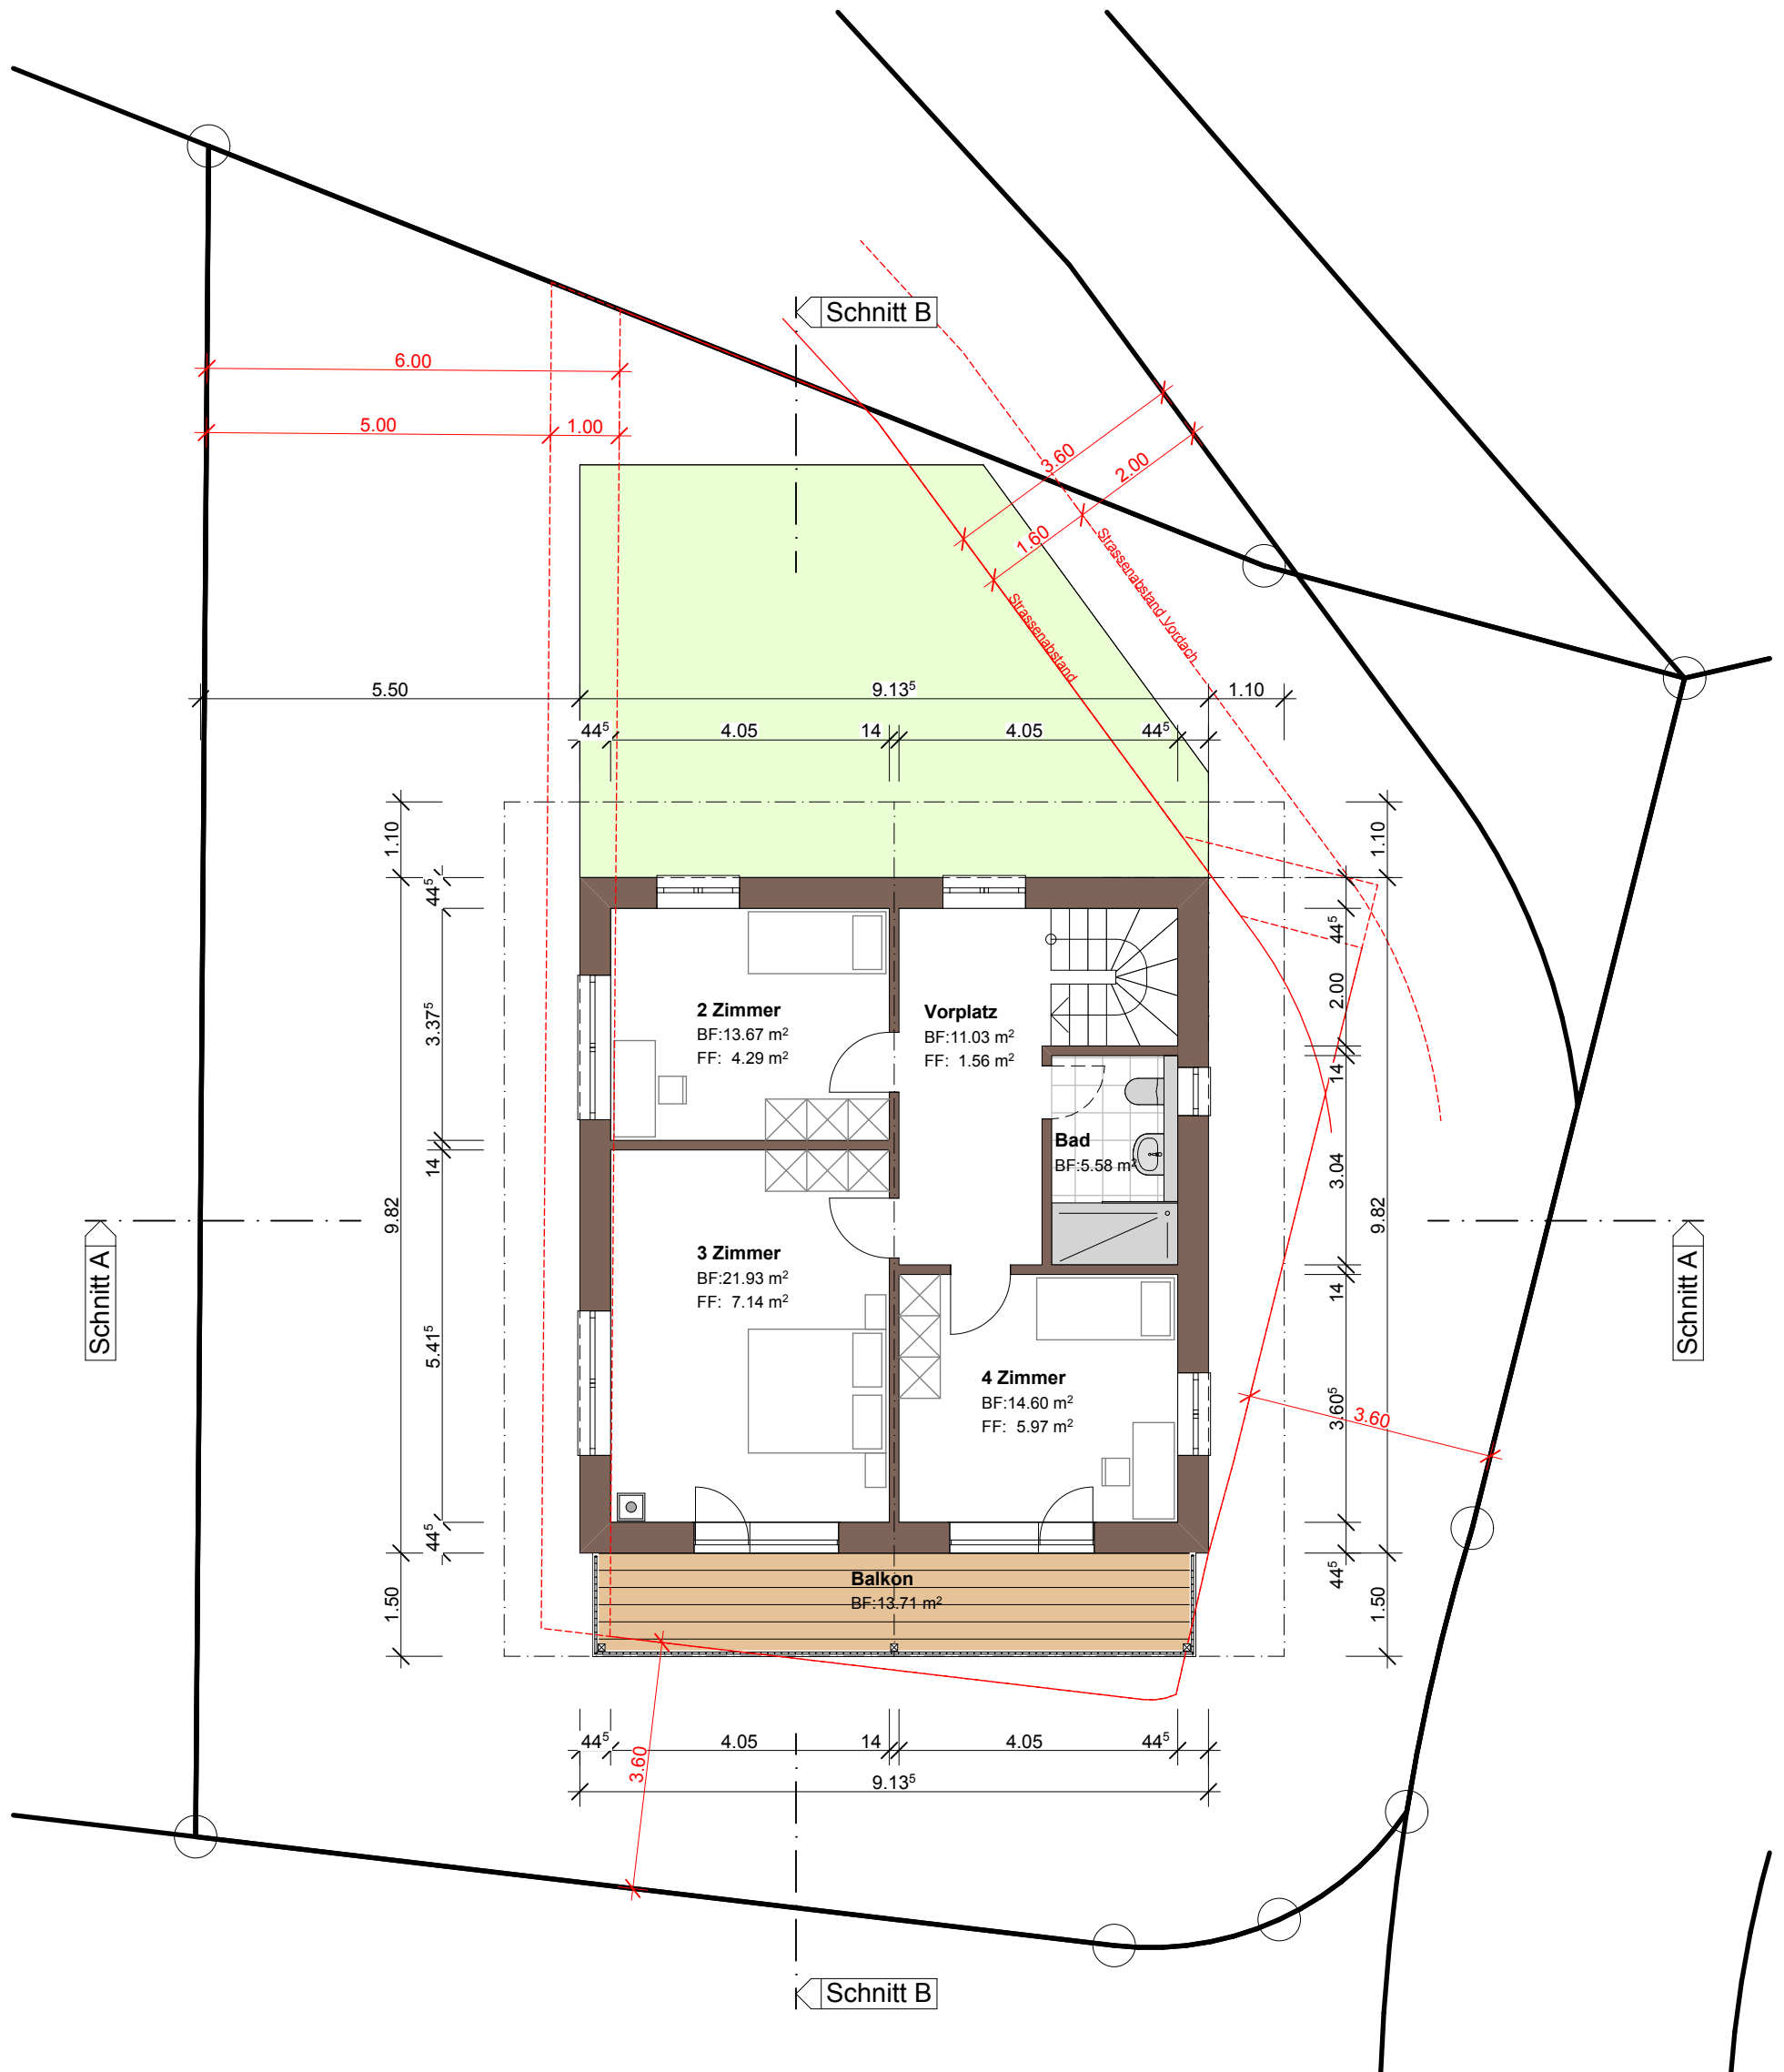 Schnitt B
6.00
5.00
1.00
3.60
2.00
1.60
Strassenabstand Vordach
Strassenabstand
5.50
9.13⁵
1.10
44⁵
4.05
14
4.05
44⁵
1.10
1.10
44⁵
44⁵
2 Zimmer
BF:13.67 m²
FF: 4.29 m²
Vorplatz
BF:11.03 m²
FF: 1.56 m²
3.37⁵
2.00
14
Bad
BF:5.58 m²
14
3.04
9.82
9.82
Schnitt A
Schnitt A
3 Zimmer
BF:21.93 m²
FF: 7.14 m²
14
5.41⁵
4 Zimmer
BF:14.60 m²
FF: 5.97 m²
3.60⁵
3.60
44⁵
44⁵
Balkon
BF:13.71 m²
1.50
1.50
44⁵
4.05
14
4.05
44⁵
3.60
9.13⁵
Schnitt B